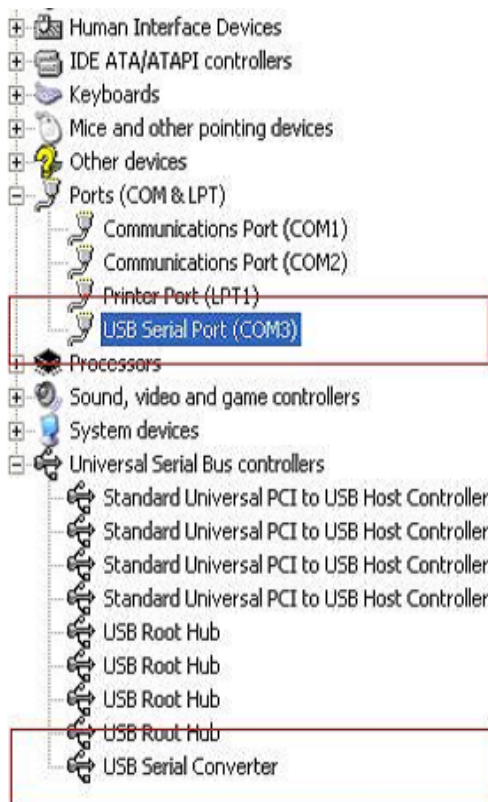 Human Interface Devices
IDE ATA/ATAPI controllers
Keyboards
Mice and other pointing devices
Other devices
Ports (COM & LPT)
Communications Port (COM1)
Communications Port (COM2)
Printer Port (LPT1)
USB Serial Port (COM3)
Processors
Sound, video and game controllers
System devices
Universal Serial Bus controllers
Standard Universal PCI to USB Host Controller
Standard Universal PCI to USB Host Controller
Standard Universal PCI to USB Host Controller
Standard Universal PCI to USB Host Controller
USB Root Hub
USB Root Hub
USB Root Hub
USB Root Hub
USB Serial Converter